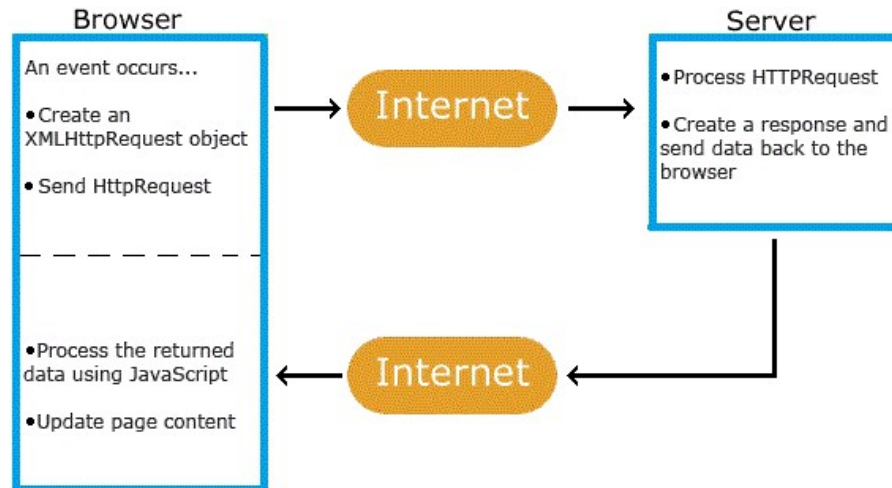 Browser
An event occurs...
•Create an
XMLHttpRequest object
• Send HttpRequest
Internet
Server
•Process HTTPRequest
•Create a response and
send data back to the
browser
•Process the returned
data using JavaScript
•Update page content
Internet